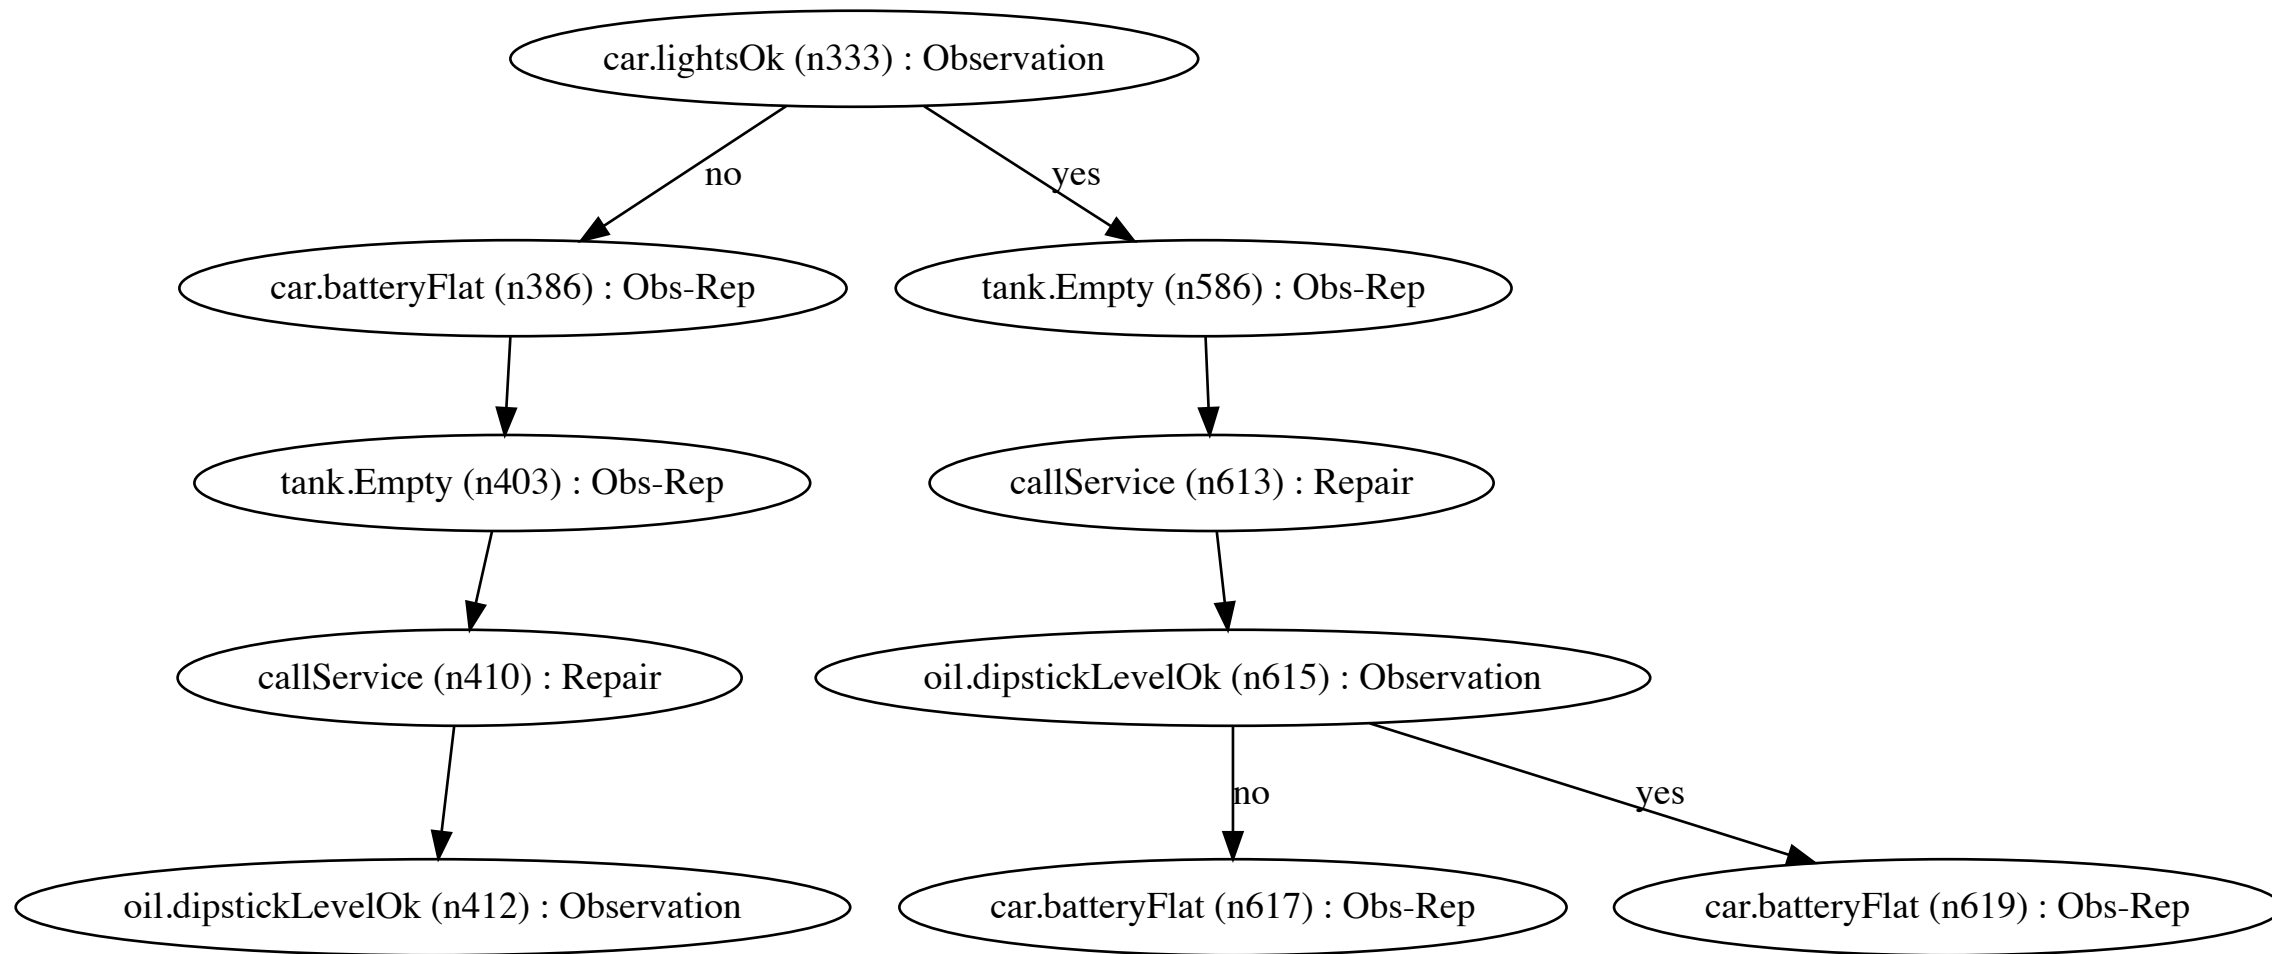 car.lightsOk (n333) : Observation
no
yes
car.batteryFlat (n386) : Obs-Rep
tank.Empty (n586) : Obs-Rep
tank.Empty (n403) : Obs-Rep
callService (n613) : Repair
callService (n410) : Repair
oil.dipstickLevelOk (n615) : Observation
no
yes
oil.dipstickLevelOk (n412) : Observation
car.batteryFlat (n617) : Obs-Rep
car.batteryFlat (n619) : Obs-Rep